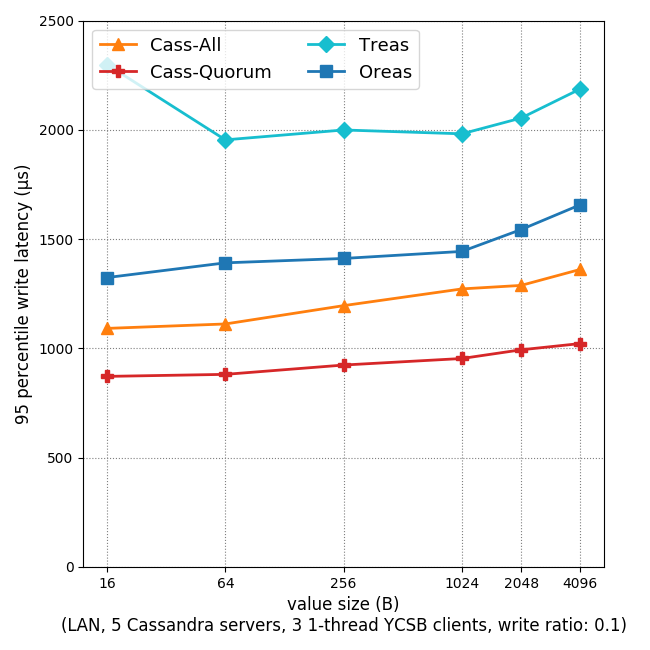 2500
2000
1500
1000
500
0
95 percentile write latency (μs)
Cass-All
Cass-Quorum
Treas
Oreas
16 64 256 1024 2048 4096
value size (B)
(LAN, 5 Cassandra servers, 3 1-thread YCSB clients, write ratio: 0.1)